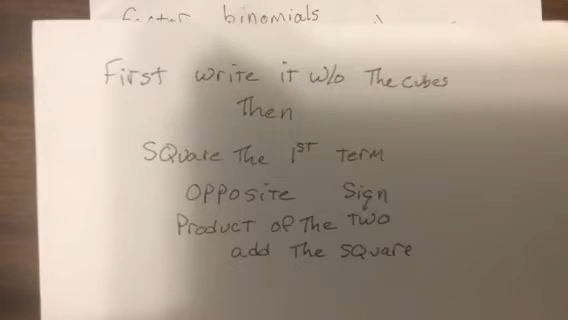 factor binomials
First write it w/o The cubes
Then
SQuare The 1ST term
OPPOSITE Sign
Product of The Two
add The SQuare